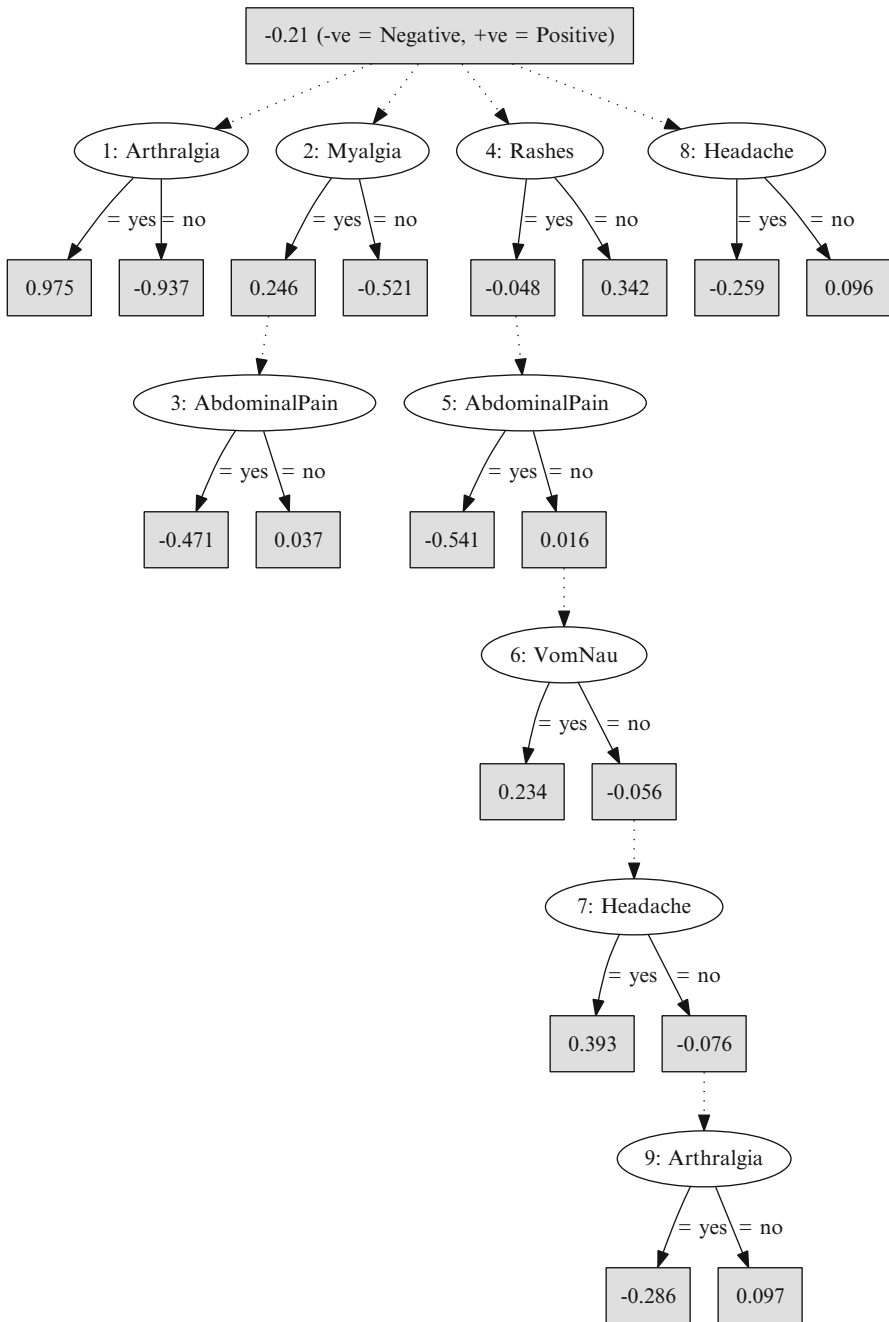 -0.21 (-ve = Negative, +ve = Positive)
1: Arthralgia
2: Myalgia
4: Rashes
8: Headache
= yes
= no
= yes
= no
= yes
= no
= yes
= no
0.975
-0.937
0.246
-0.521
-0.048
0.342
-0.259
0.096
3: AbdominalPain
5: AbdominalPain
= yes
= no
= yes
= no
-0.471
0.037
-0.541
0.016
6: VomNau
= yes
= no
0.234
-0.056
7: Headache
= yes
= no
0.393
-0.076
9: Arthralgia
= yes
= no
-0.286
0.097